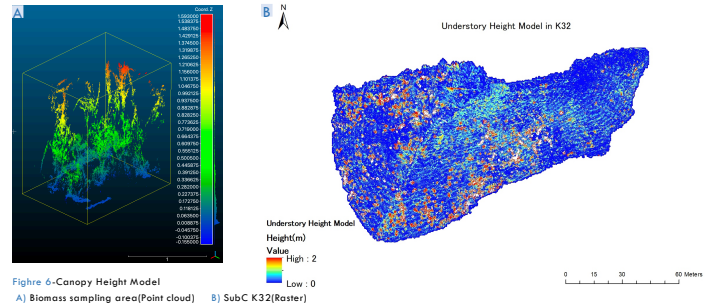 A
Coord. Z
1.593000
1.538375
1.483750
1.429125
1.374500
1.319875
1.265250
1.210625
1.156000
1.101375
1.046750
0.992125
0.937500
0.882875
0.828250
0.773625
0.719000
0.664375
0.609750
0.555125
0.500500
0.445875
0.391250
0.336625
0.282000
0.227375
0.172750
0.118125
0.063500
0.008875
-0.045750
-0.100375
-0.155000
1
B
N
Understory Height Model in K32
Understory Height Model
Height(m)
Value
High : 2
Low : 0
0 15 30 60 Meters
Fighre 6-Canopy Height Model
A) Biomass sampling area(Point cloud) B) SubC K32(Raster)